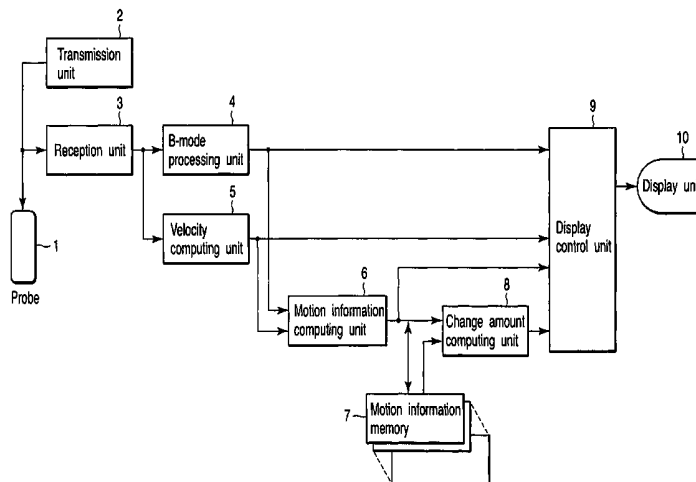 2
Transmission
unit
3
Reception unit
4
B-mode
processing unit
9
10
Display
5
Velocity
computing unit
1
Probe
Display
control unit
6
Motion information
computing unit
8
Change amount
computing unit
7
Motion information
memory